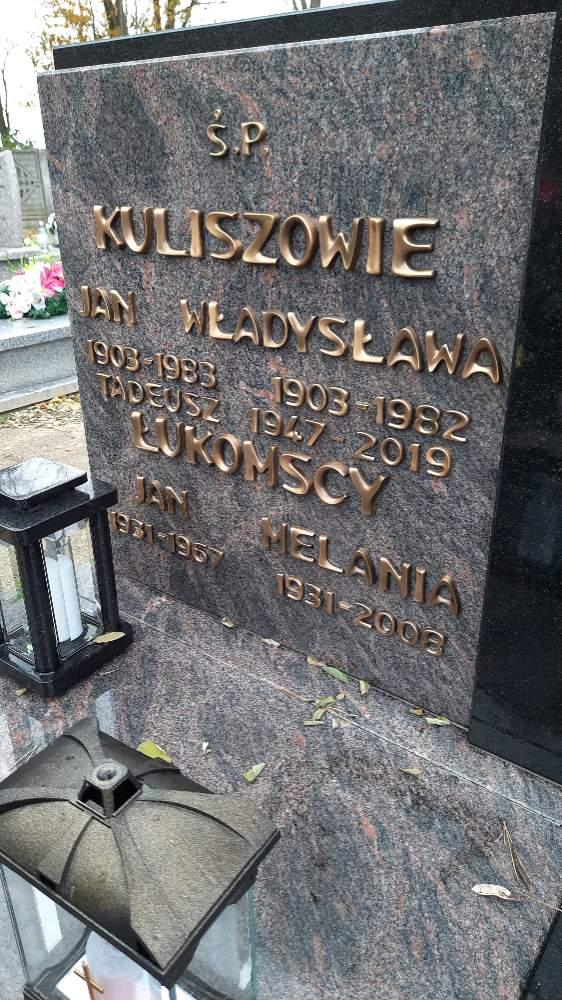 Ś.P.
KULISZOWIE
JAN WŁADYSŁAWA
1903-1983 1903-1982
TADEUSZ 1947-2019
ŁUKOMSCY
JAN MELANIA
1931-1967 1931-2008